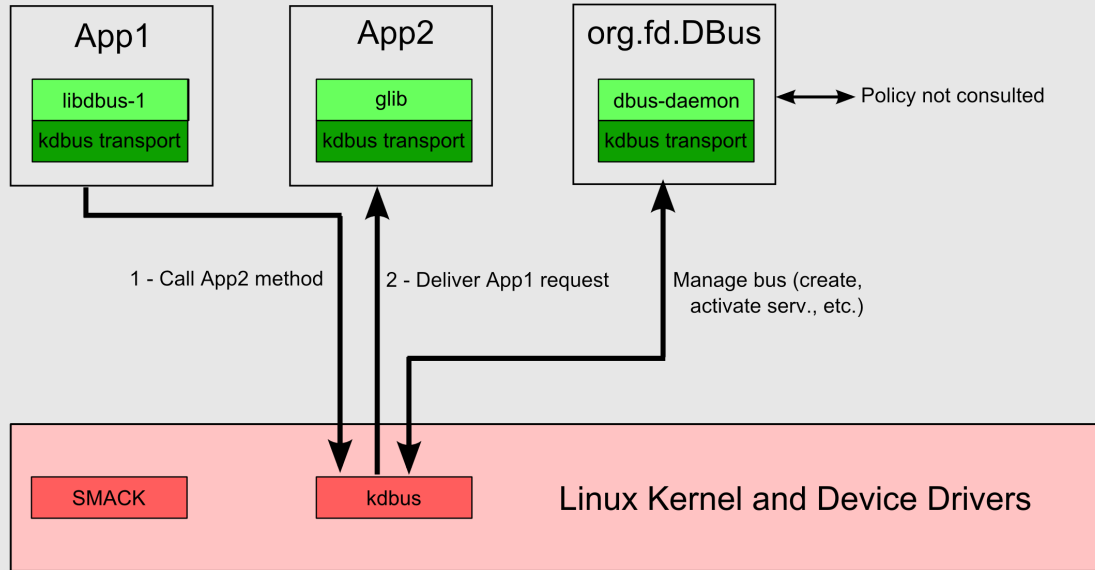 App1
App2
org.fd.DBus
libdbus-1
glib
dbus-daemon
Policy not consulted
kdbus transport
kdbus transport
kdbus transport
1 - Call App2 method
2 - Deliver App1 request
Manage bus (create,
activate serv., etc.)
SMACK
kdbus
Linux Kernel and Device Drivers